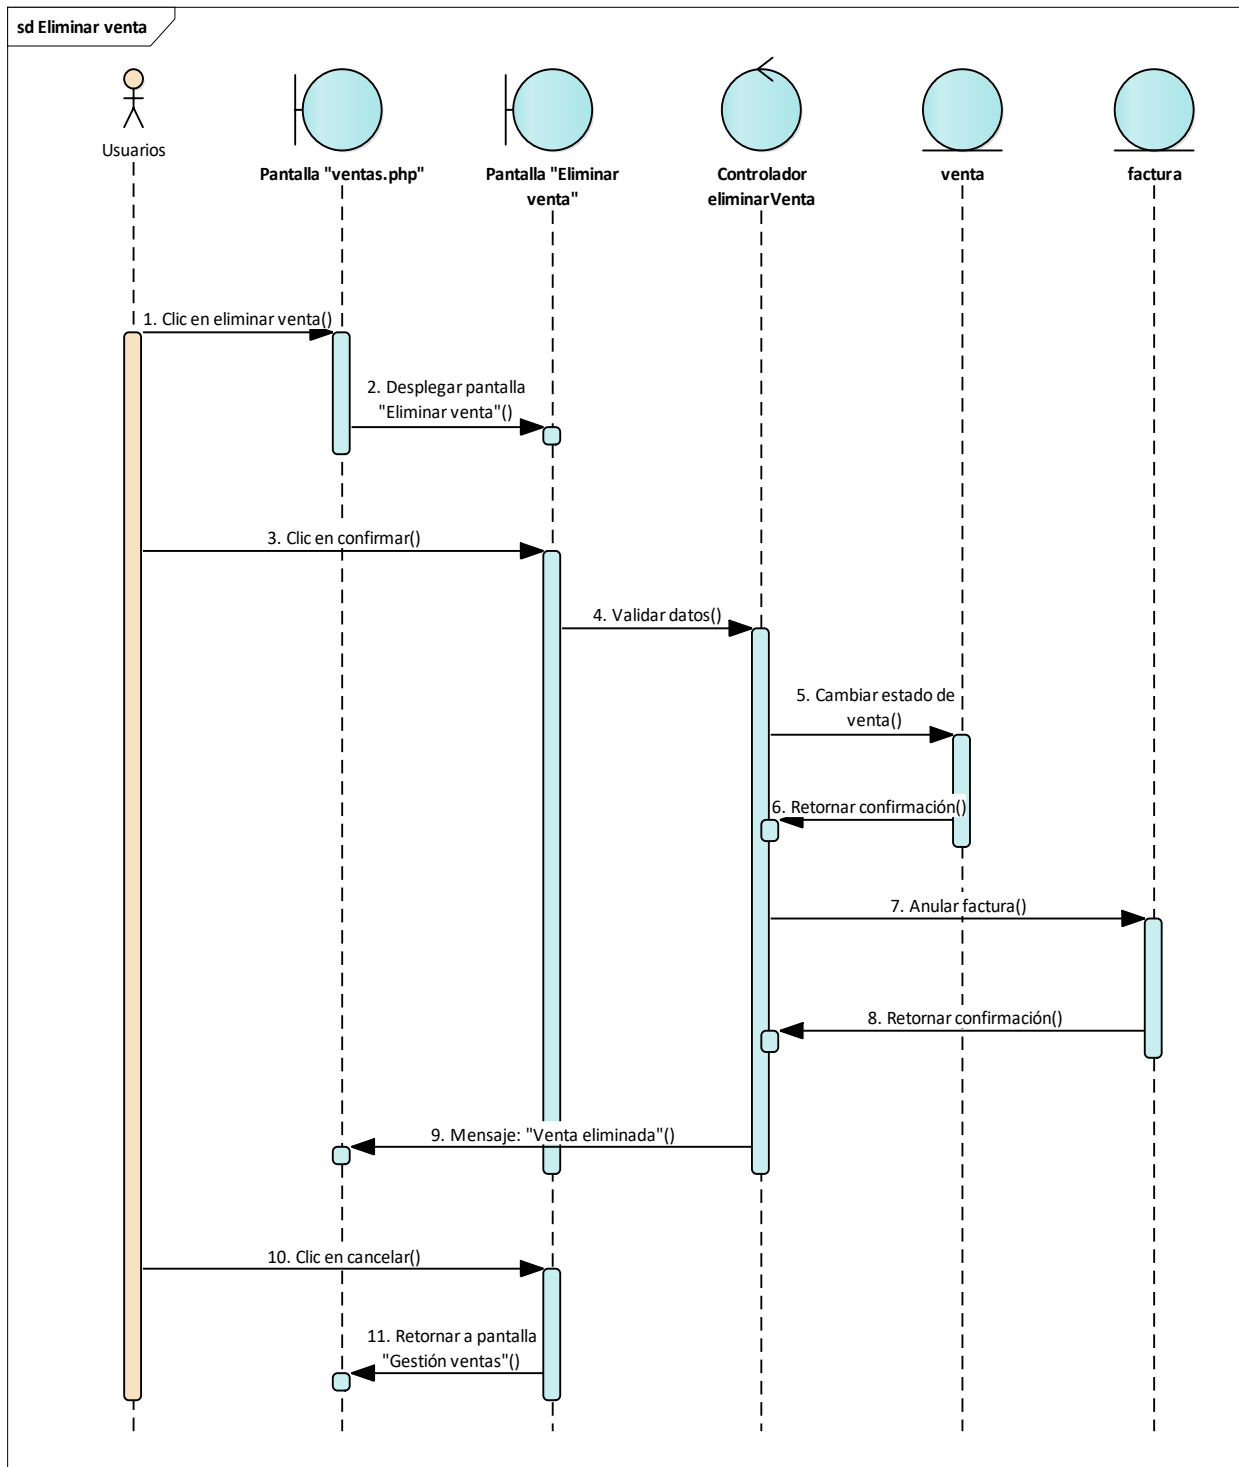 sd Eliminar venta
Usuarios
Pantalla "ventas.php"
Pantalla "Eliminar
venta"
Controlador
eliminarVenta
venta
factura
1. Clic en eliminar venta()
2. Desplegar pantalla
"Eliminar venta"()
3. Clic en confirmar()
4. Validar datos()
5. Cambiar estado de
venta()
6. Retornar confirmación()
7. Anular factura()
8. Retornar confirmación()
9. Mensaje: "Venta eliminada"()
10. Clic en cancelar()
11. Retornar a pantalla
"Gestión ventas"()